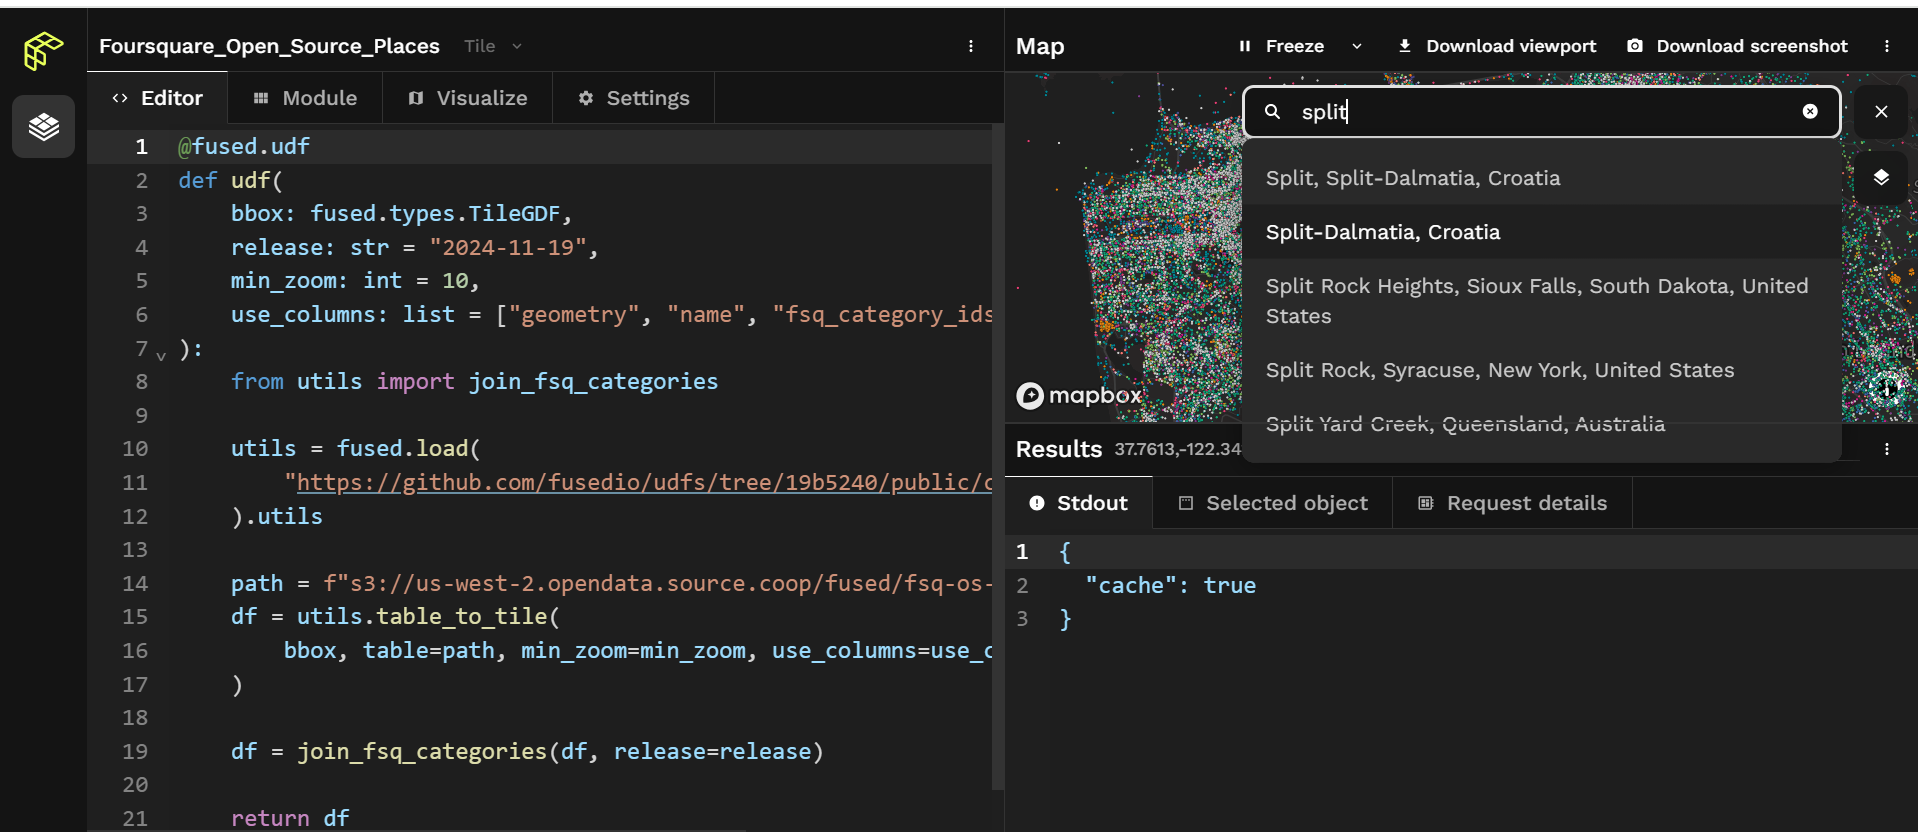 Foursquare_Open_Source_Places Tile
Editor Module Visualize Settings
1 @fused.udf
2 def udf(
3 bbox: fused.types.TileGDF,
4 release: str = "2024-11-19",
5 min_zoom: int = 10,
6 use_columns: list = ["geometry", "name", "fsq_category_ids
7 ):
8 from utils import join_fsq_categories
9
10 utils = fused.load(
11 "https://github.com/fusedio/udfs/tree/19b5240/public/c
12 ).utils
13
14 path = f"s3://us-west-2.opendata.source.coop/fused/fsq-os-
15 df = utils.table_to_tile(
16 bbox, table=path, min_zoom=min_zoom, use_columns=use_c
17 )
18
19 df = join_fsq_categories(df, release=release)
20
21 return df
Map Freeze Download viewport Download screenshot
split
Split, Split-Dalmatia, Croatia
Split-Dalmatia, Croatia
Split Rock Heights, Sioux Falls, South Dakota, United
States
Split Rock, Syracuse, New York, United States
Split Yard Creek, Queensland, Australia
mapbox
Results 37.7613,-122.34
Stdout Selected object Request details
1 {
2 "cache": true
3 }